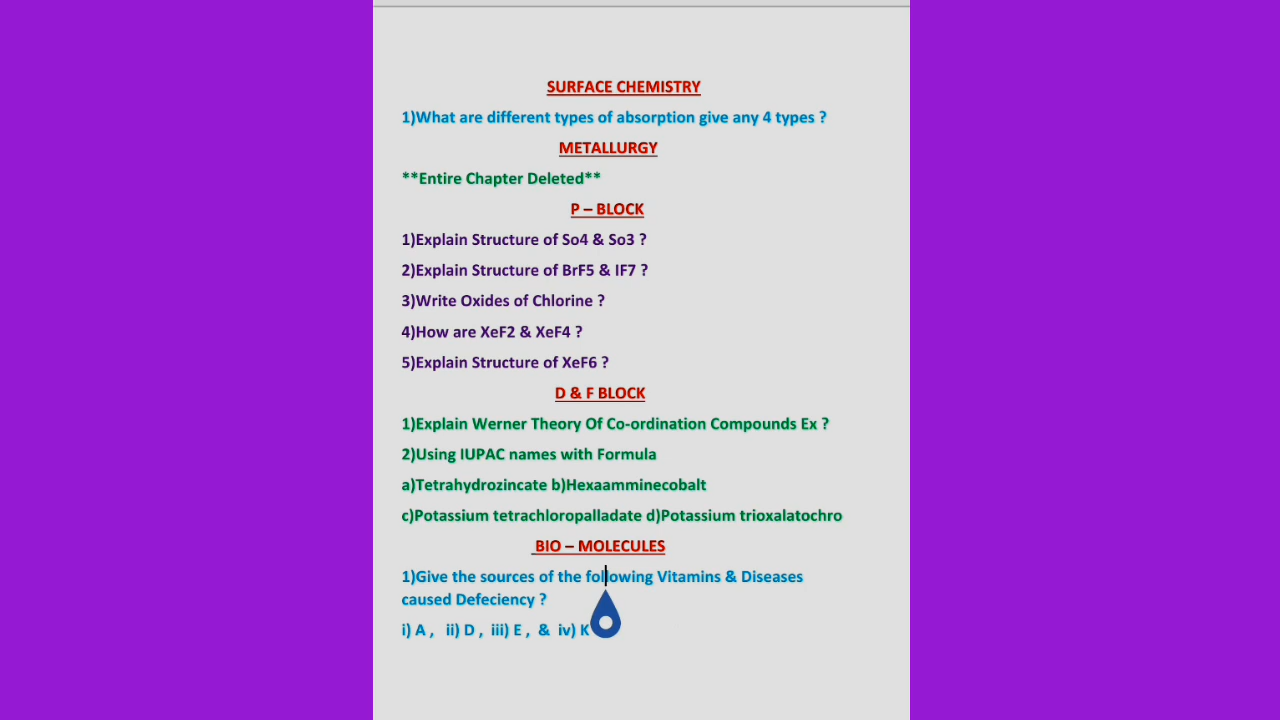 SURFACE CHEMISTRY
1)What are different types of absorption give any 4 types ?
METALLURGY
**Entire Chapter Deleted**
P – BLOCK
1)Explain Structure of So4 & So3 ?
2)Explain Structure of BrF5 & IF7 ?
3)Write Oxides of Chlorine ?
4)How are XeF2 & XeF4 ?
5)Explain Structure of XeF6 ?
D & F BLOCK
1)Explain Werner Theory Of Co-ordination Compounds Ex ?
2)Using IUPAC names with Formula
a)Tetrahydrozincate b)Hexaamminecobalt
c)Potassium tetrachloropalladate d)Potassium trioxalatochro
BIO – MOLECULES
1)Give the sources of the following Vitamins & Diseases
caused Defeciency ?
i) A , ii) D , iii) E , & iv) K